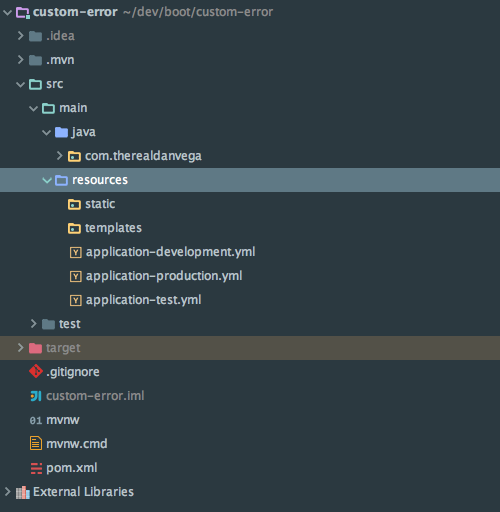 custom-error ~/dev/boot/custom-error
.idea
.mvn
src
main
java
com.therealdanvega
resources
static
templates
Y application-development.yml
Y application-production.yml
Y application-test.yml
test
target
.gitignore
custom-error.iml
01 mvnw
mvnw.cmd
pom.xml
External Libraries